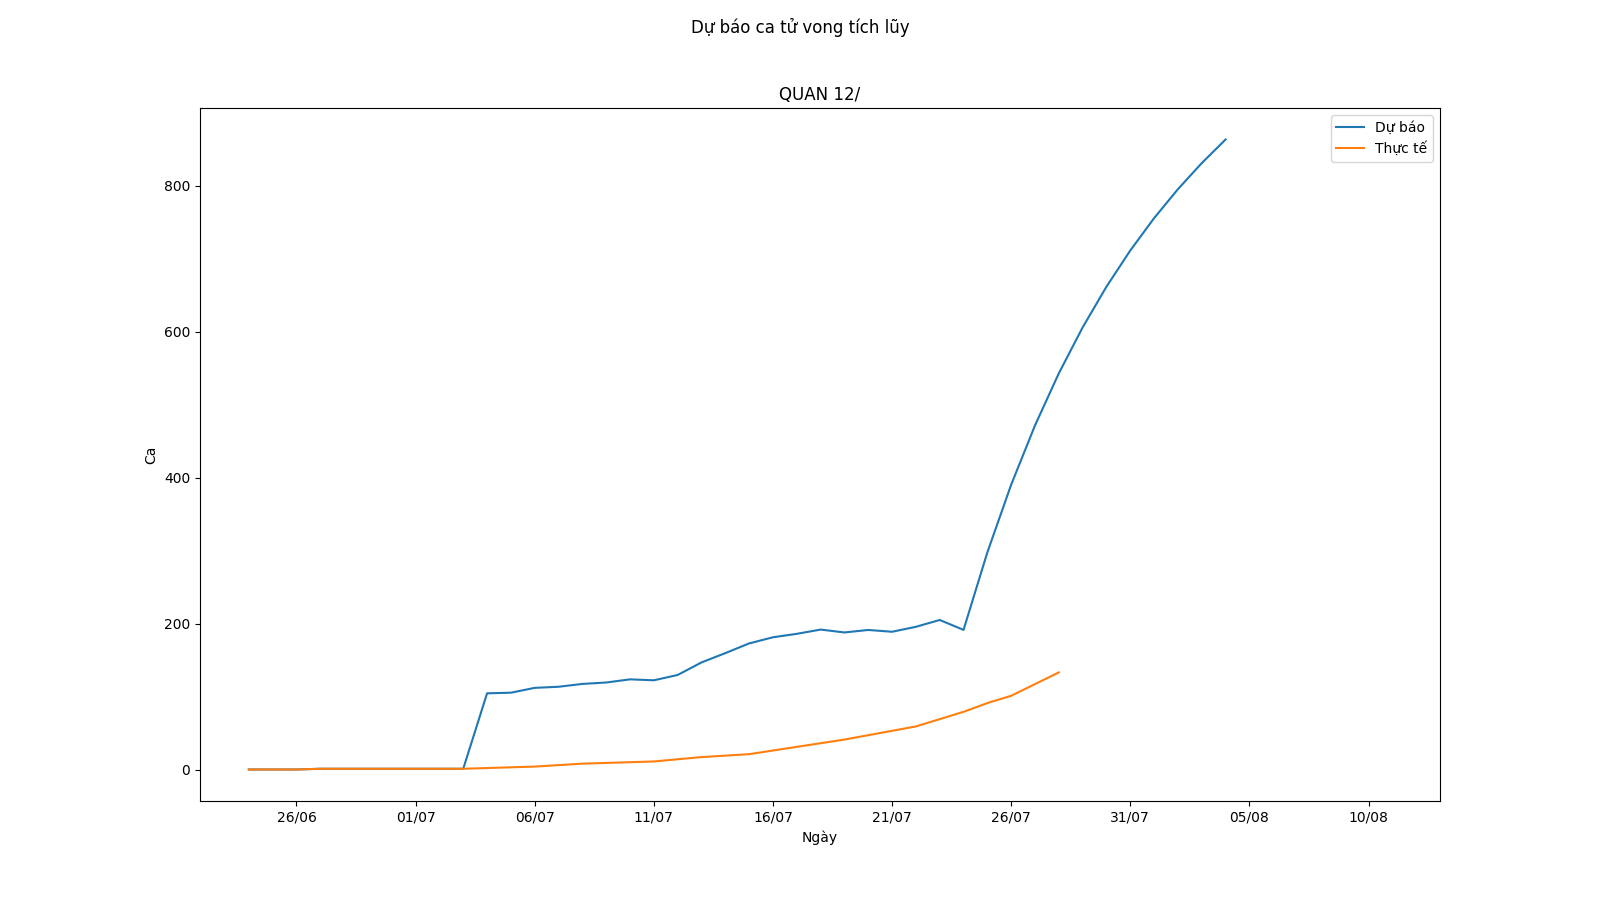 Dự báo ca tử vong tích lũy
QUAN 12/
Dự báo
Thực tế
800
600
400
200
0
Ca
26/06
01/07
06/07
11/07
16/07
21/07
26/07
31/07
05/08
10/08
Ngày